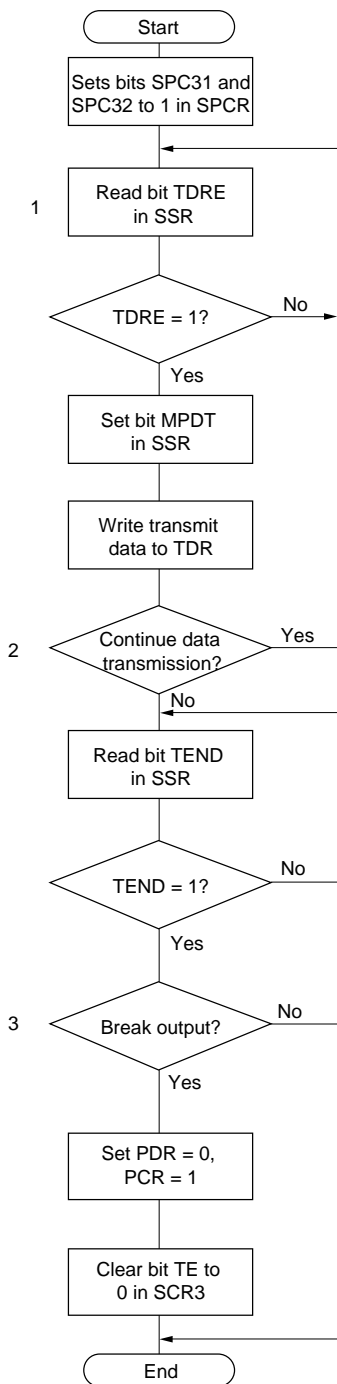 Start
Sets bits SPC31 and
SPC32 to 1 in SPCR
1
Read bit TDRE
in SSR
TDRE = 1?
No
Yes
Set bit MPDT
in SSR
Write transmit
data to TDR
2
Continue data
transmission?
Yes
No
Read bit TEND
in SSR
TEND = 1?
No
Yes
3
Break output?
No
Yes
Set PDR = 0,
PCR = 1
Clear bit TE to
0 in SCR3
End